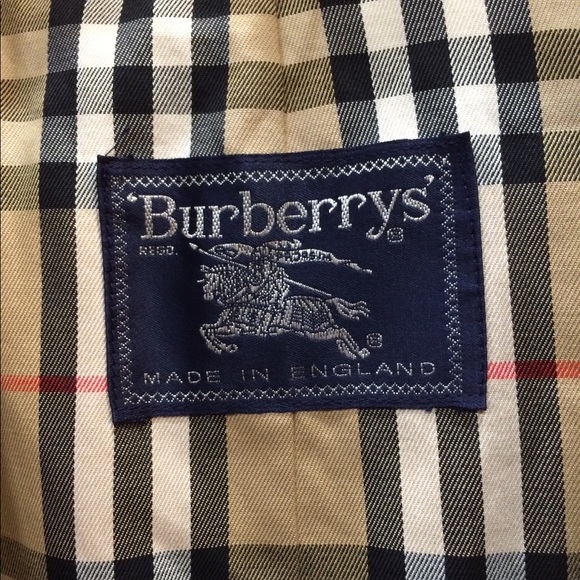 'Burberrys'
REGD. ®
®
MADE IN ENGLAND